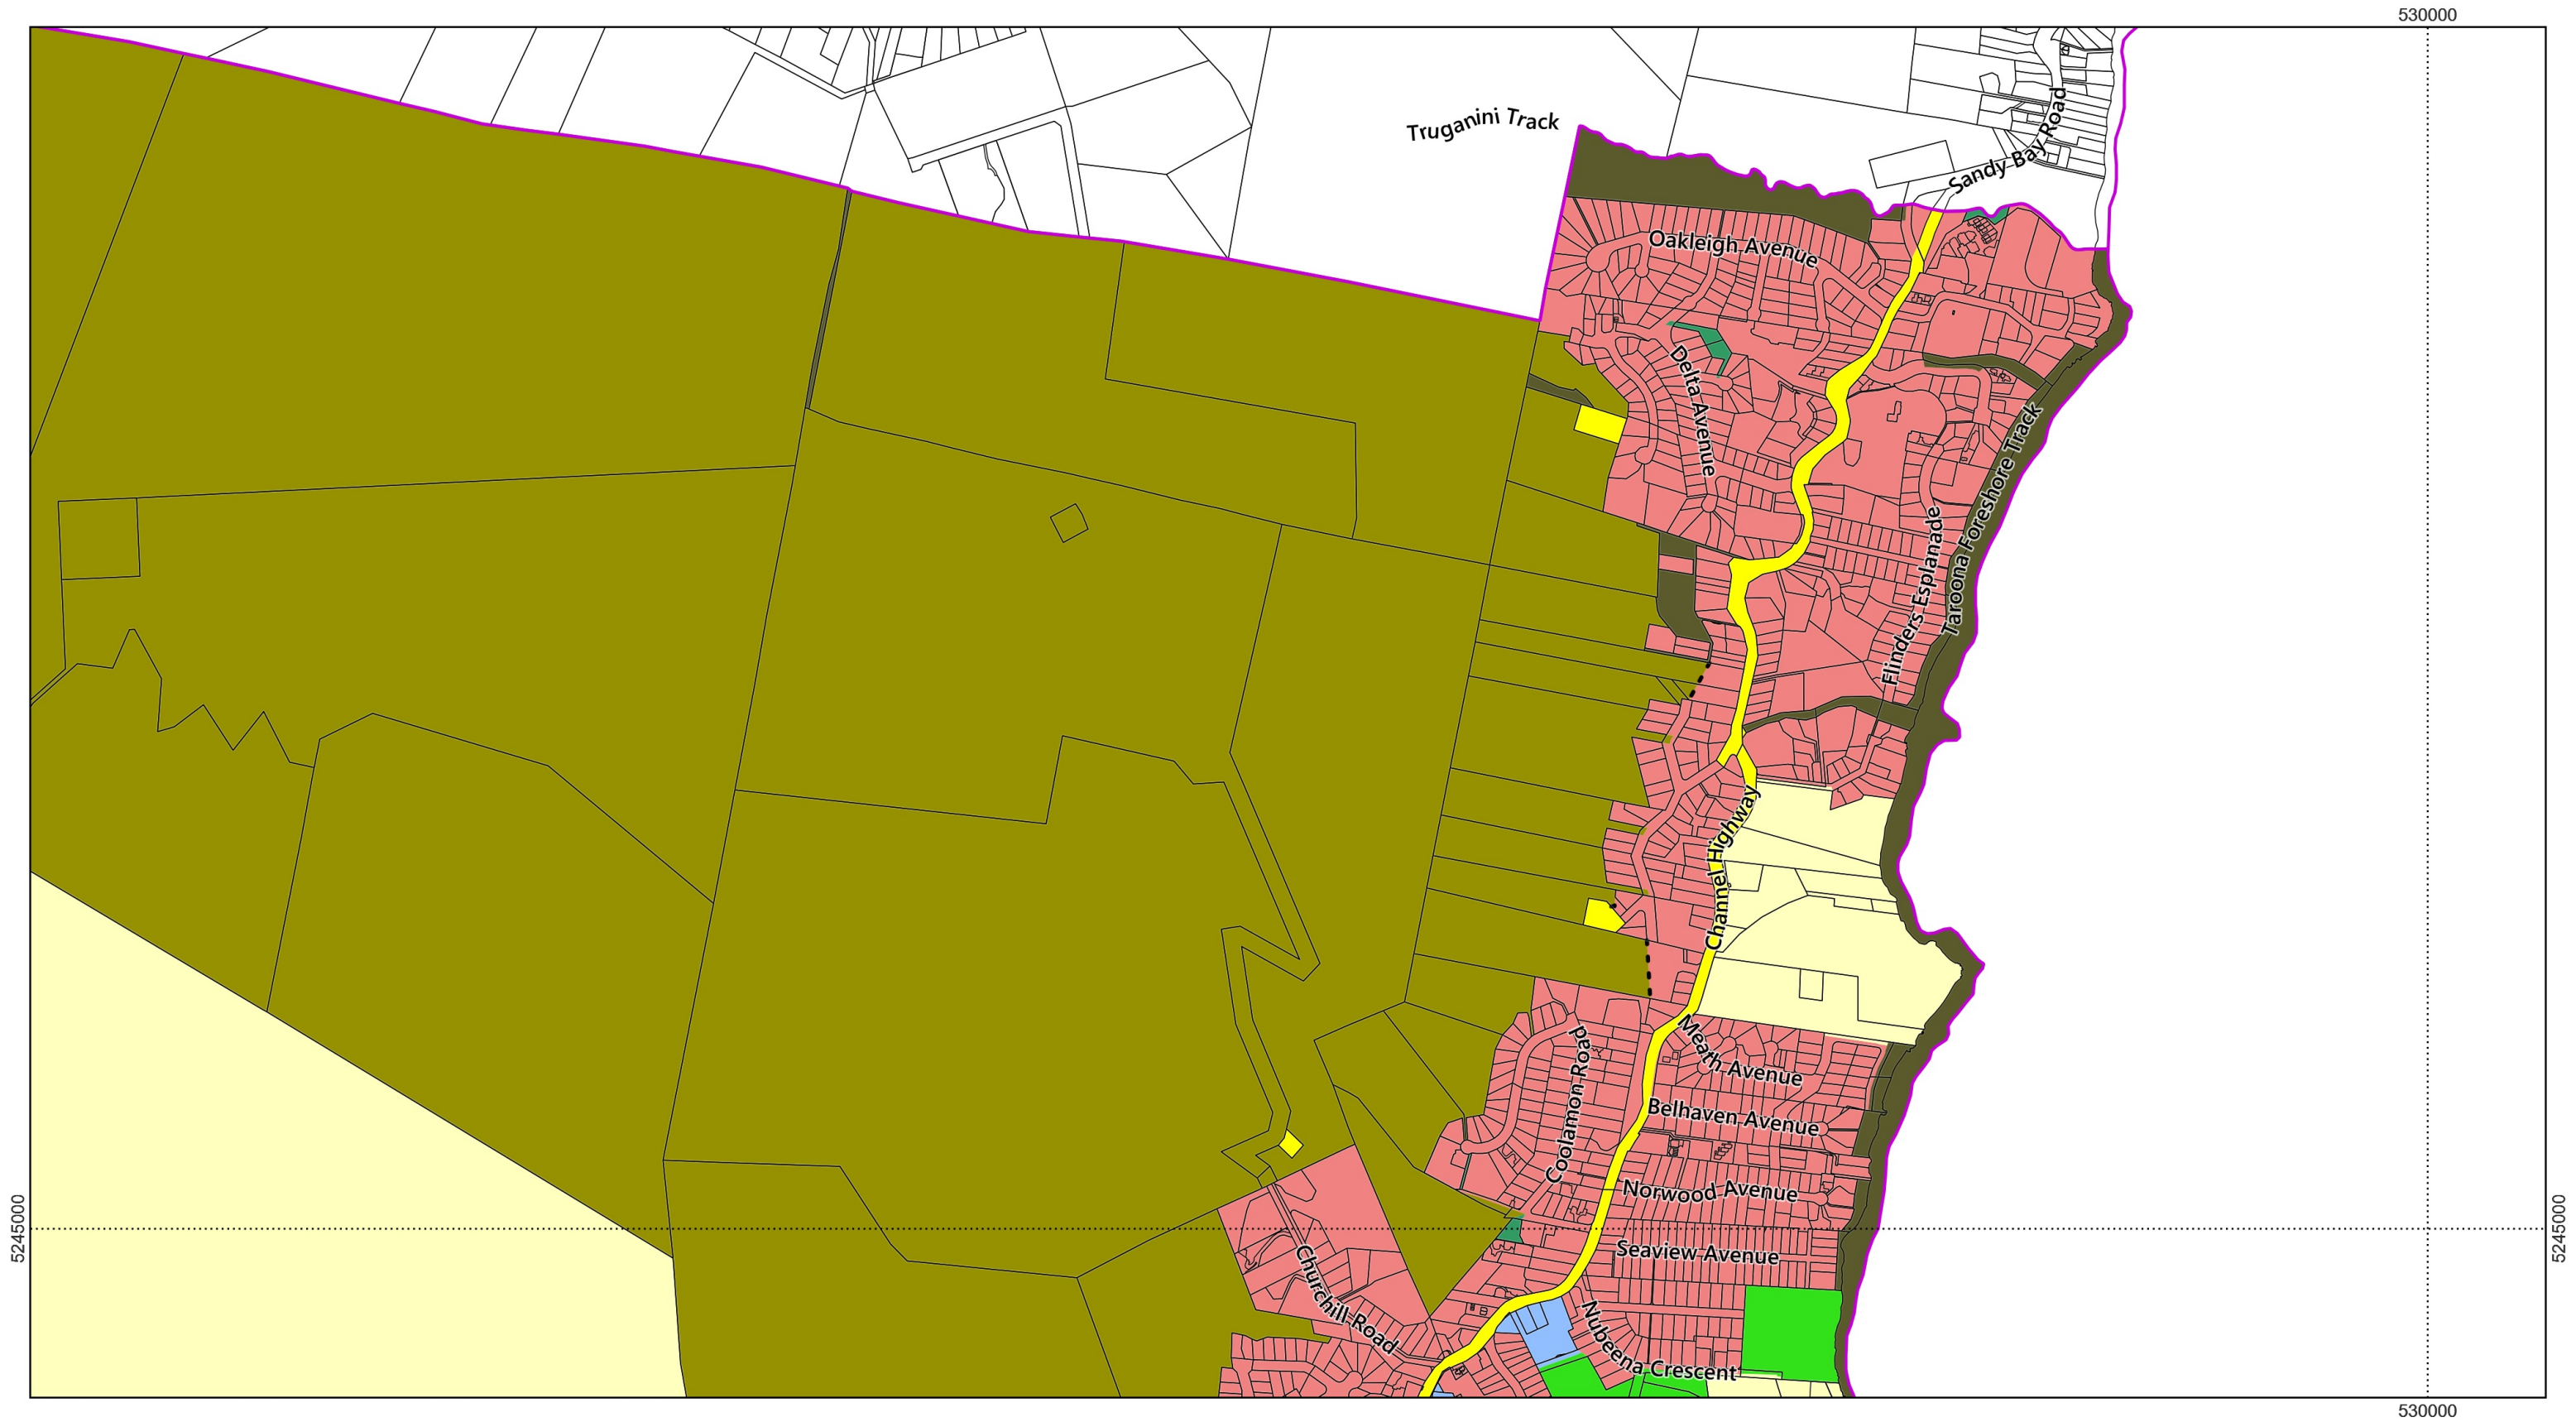 530000
Truganini Track
Sandy Bay Road
Oakleigh Avenue
Delta Avenue
Taroona Foreshore Track
Flinders Esplanade
Channel Highway
Meath Avenue
Coolamon Road
Belhaven Avenue
Norwood Avenue
5245000
5245000
Seaview Avenue
Churchill Road
Nubeena Crescent
530000